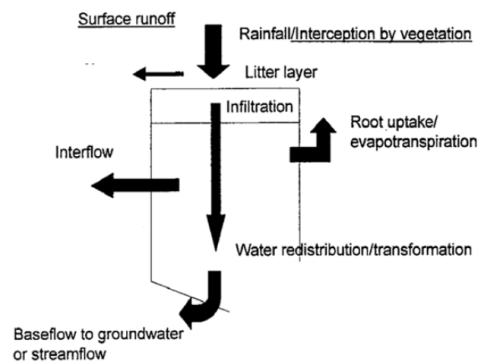 Surface runoff
Rainfall/Interception by vegetation
Litter layer
Infiltration
Root uptake/
evapotranspiration
Interflow
Water redistribution/transformation
Baseflow to groundwater
or streamflow